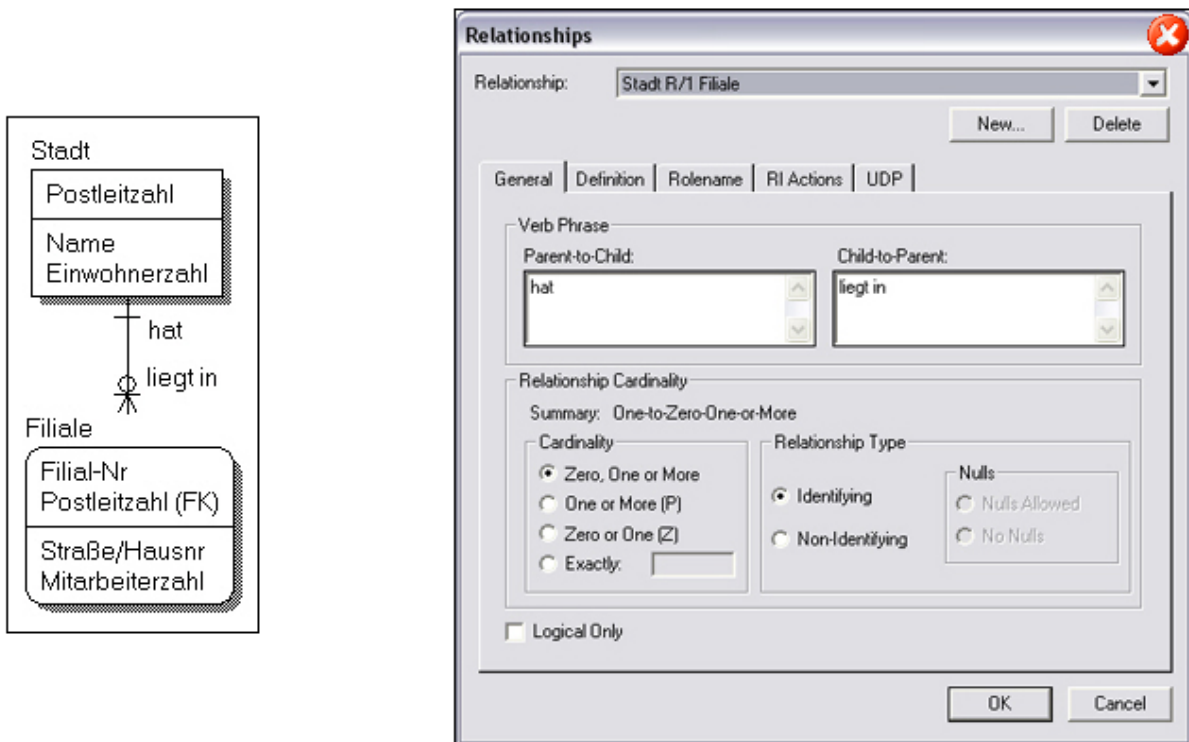 Stadt
Postleitzahl
Name
Einwohnerzahl
hat
liegt in
Filiale
Filial-Nr
Postleitzahl (FK)
Straße/Hausnr
Mitarbeiterzahl
Relationships
Relationship: Stadt R/1 Filiale
New... Delete
General Definition Rolename RI Actions UDP
Verb Phrase
Parent-to-Child: Child-to-Parent:
hat liegt in
Relationship Cardinality
Summary: One-to-Zero-One-or-More
Cardinality Relationship Type
Zero, One or More Nulls
Identifying Nulls Allowed
One or More (P)
Zero or One (Z) Non-Identifying No Nulls
Exactly:
Logical Only
OK Cancel